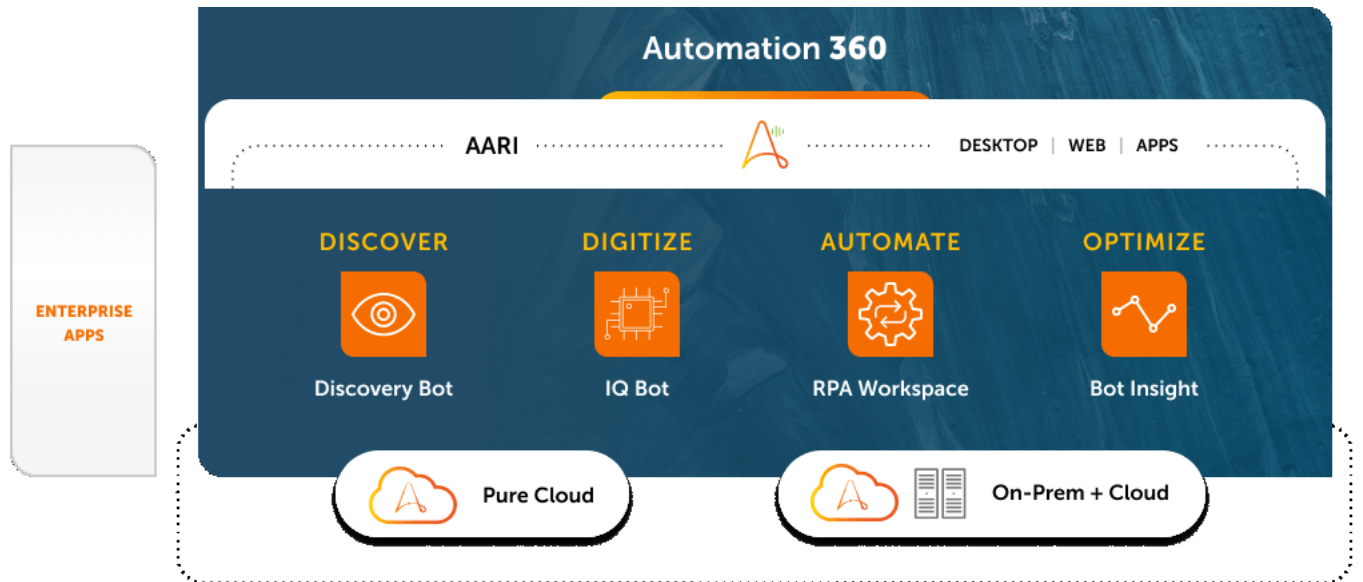 Automation 360
AARI
DESKTOP | WEB | APPS
ENTERPRISE
APPS
DISCOVER
DIGITIZE
AUTOMATE
OPTIMIZE
Discovery Bot
IQ Bot
RPA Workspace
Bot Insight
Pure Cloud
On-Prem + Cloud